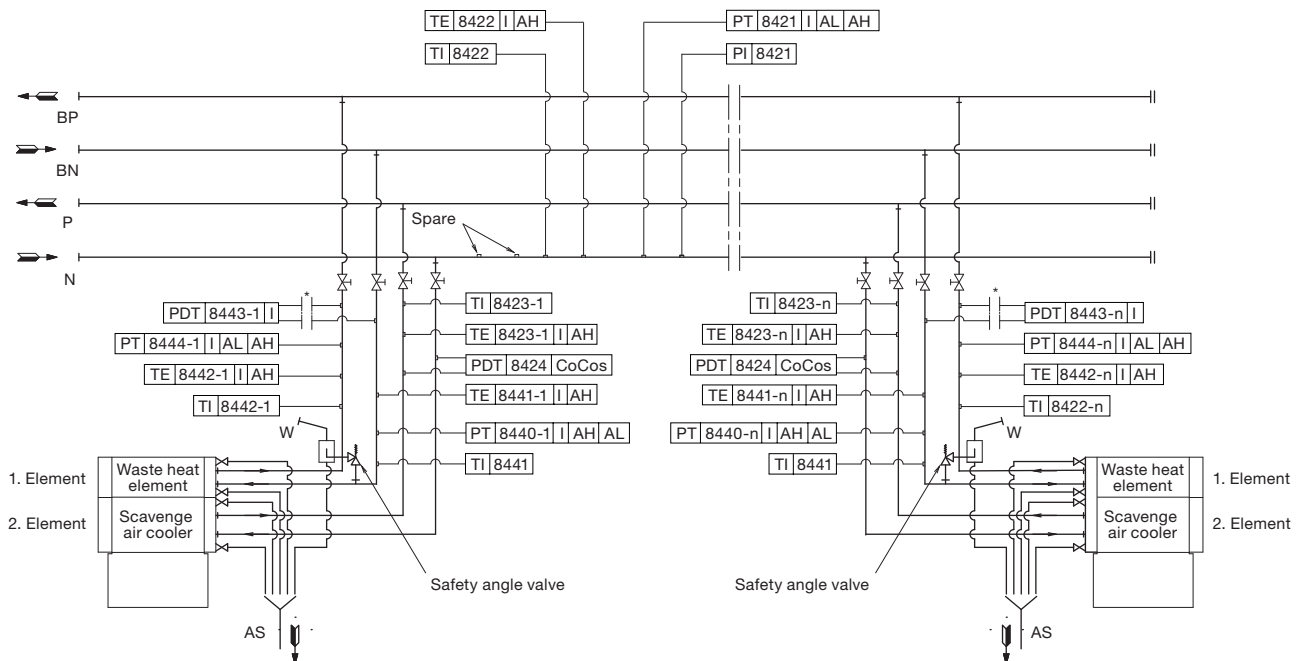 TE 8422 I AH
PT 8421 I AL AH
TI 8422
PI 8421
BP
BN
P
Spare
N
*
*
TI 8423-1
TI 8423-n
PDT 8443-1 I
PDT 8443-n I
TE 8423-1 I AH
TE 8423-n I AH
PT 8444-1 I AL AH
PT 8444-n I AL AH
PDT 8424 CoCos
PDT 8424 CoCos
TE 8442-1 I AH
TE 8442-n I AH
TE 8441-1 I AH
TE 8441-n I AH
TI 8442-1
TI 8422-n
W
W
PT 8440-1 I AH AL
PT 8440-n I AH AL
TI 8441
TI 8441
1. Element
Waste heat
element
Waste heat
element
1. Element
2. Element
Scavenge
air cooler
Scavenge
air cooler
2. Element
Safety angle valve
Safety angle valve
AS
AS